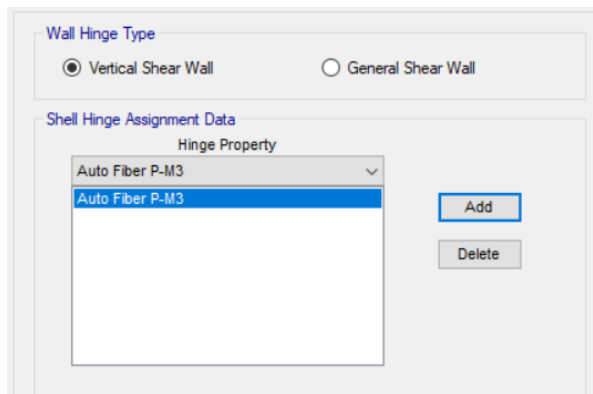 Wall Hinge Type
Vertical Shear Wall General Shear Wall
Shell Hinge Assignment Data
Hinge Property
Auto Fiber P-M3
Auto Fiber P-M3
Add
Delete